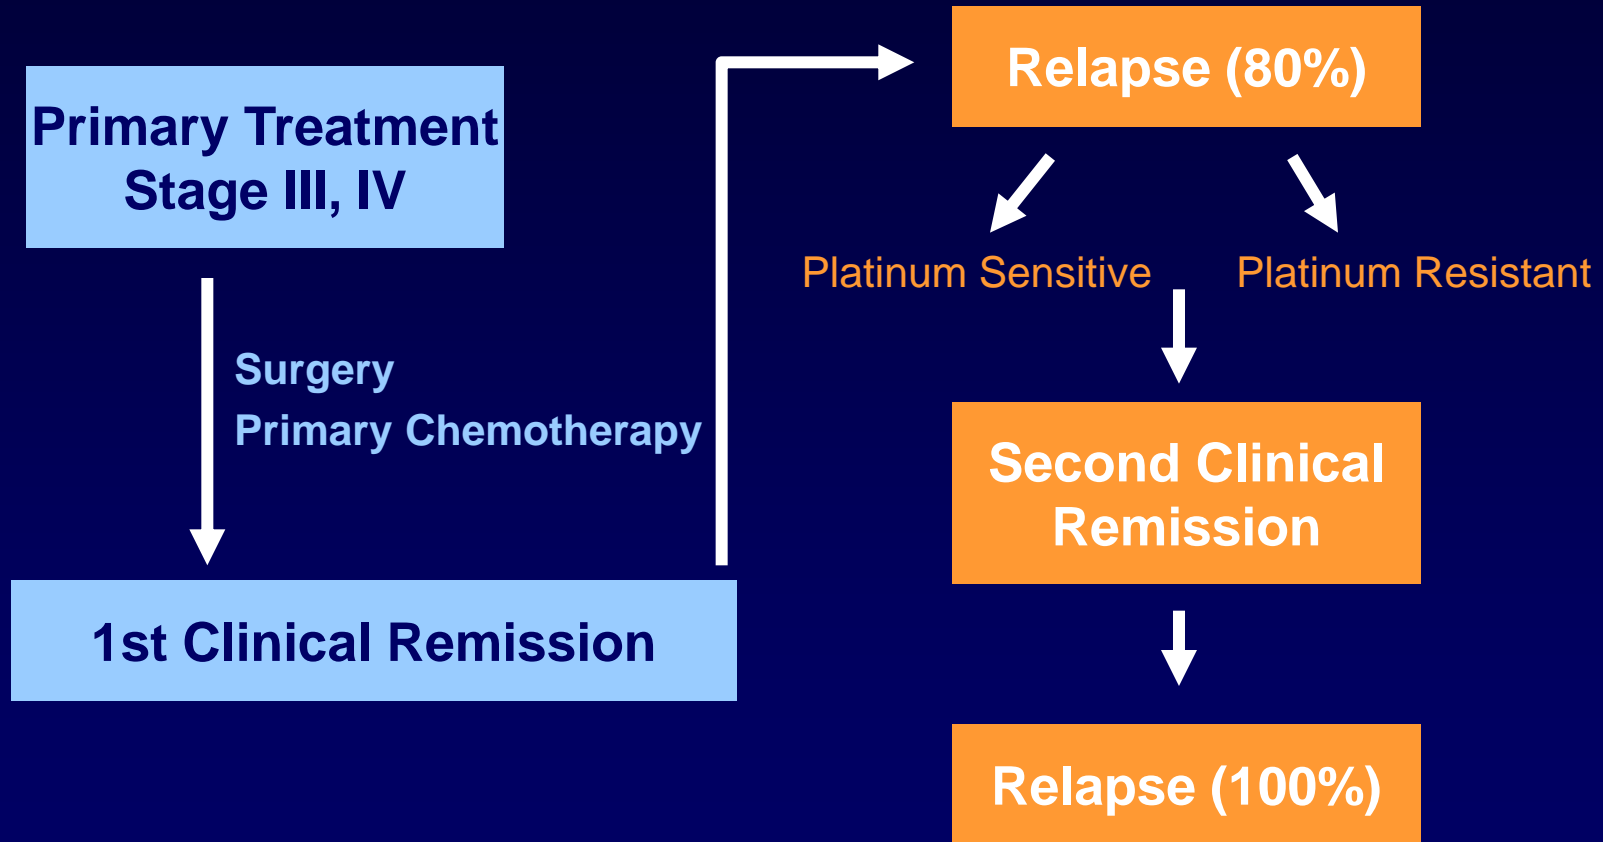 Primary Treatment
Stage III, IV
Surgery
Primary Chemotherapy
1st Clinical Remission
Relapse (80%)
Platinum Sensitive
Platinum Resistant
Second Clinical
Remission
Relapse (100%)